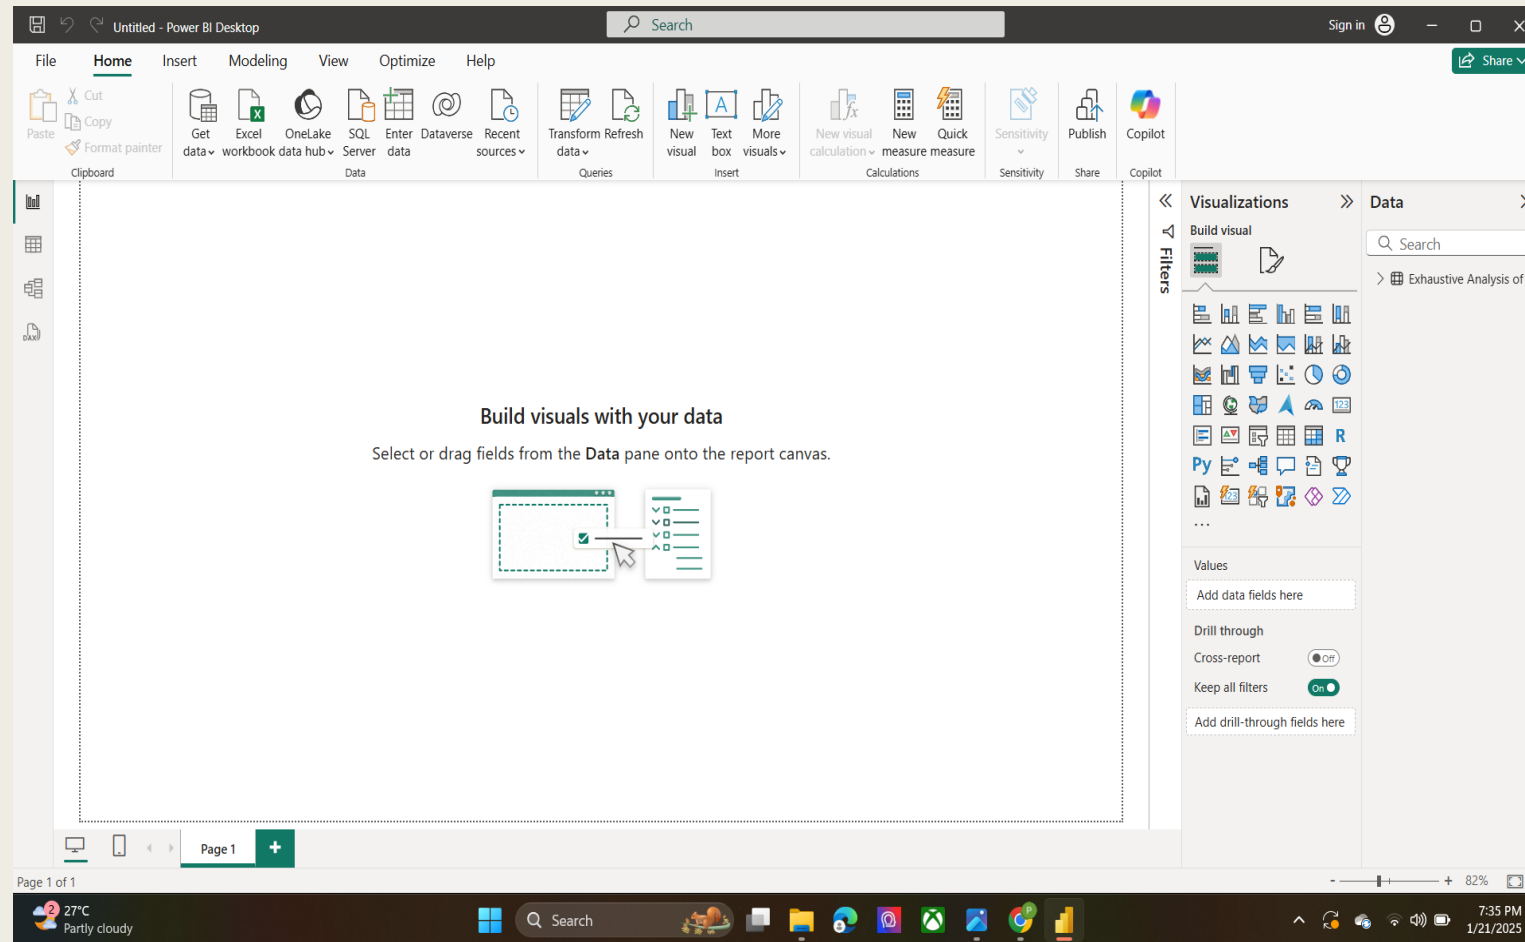 Untitled - Power BI Desktop
Search
Sign in
File Home Insert Modeling View Optimize Help
Share
Paste
Cut
Copy
Format painter
Clipboard
Get data
Excel workbook
OneLake data hub
SQL Server
Enter data
Dataverse
Recent sources
Data
Transform data
Refresh
Queries
New visual
Text box
More visuals
Insert
New visual calculation
New measure
Quick measure
Calculations
Sensitivity
Sensitivity
Publish
Share
Copilot
Copilot
DAX
Filters
Visualizations
Build visual
123
R
Py
123
...
Values
Add data fields here
Drill through
Cross-report
Off
Keep all filters
On
Add drill-through fields here
Data
Search
Exhaustive Analysis of
Build visuals with your data
Select or drag fields from the Data pane onto the report canvas.
Page 1
Page 1 of 1
- + 82%
2
27°C
Partly cloudy
Search
P
7:35 PM
1/21/2025